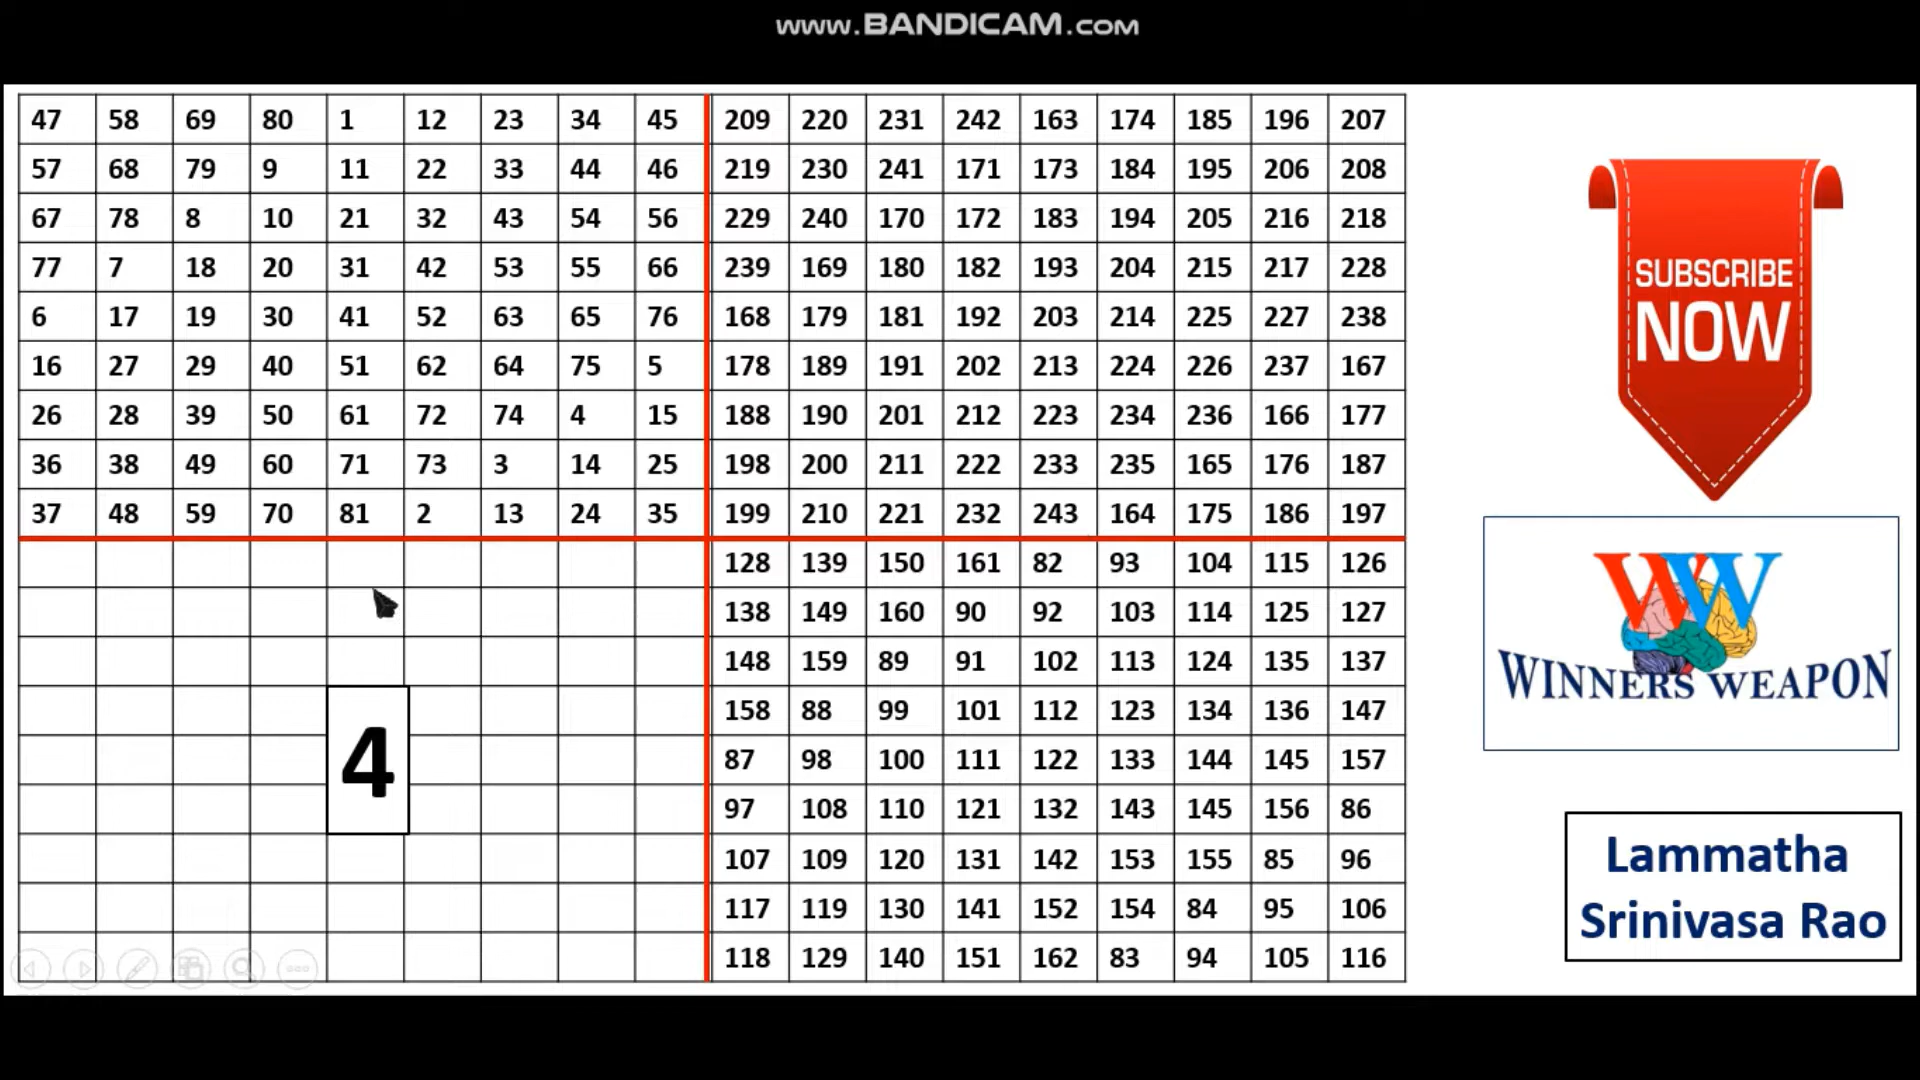 www.BANDICAM.com
47 58 69 80 1 12 23 34 45 209 220 231 242 163 174 185 196 207
57 68 79 9 11 22 33 44 46 219 230 241 171 173 184 195 206 208
67 78 8 10 21 32 43 54 56 229 240 170 172 183 194 205 216 218
77 7 18 20 31 42 53 55 66 239 169 180 182 193 204 215 217 228
6 17 19 30 41 52 63 65 76 168 179 181 192 203 214 225 227 238
16 27 29 40 51 62 64 75 5 178 189 191 202 213 224 226 237 167
26 28 39 50 61 72 74 4 15 188 190 201 212 223 234 236 166 177
36 38 49 60 71 73 3 14 25 198 200 211 222 233 235 165 176 187
37 48 59 70 81 2 13 24 35 199 210 221 232 243 164 175 186 197
128 139 150 161 82 93 104 115 126
138 149 160 90 92 103 114 125 127
148 159 89 91 102 113 124 135 137
158 88 99 101 112 123 134 136 147
87 98 100 111 122 133 144 145 157
97 108 110 121 132 143 145 156 86
107 109 120 131 142 153 155 85 96
117 119 130 141 152 154 84 95 106
118 129 140 151 162 83 94 105 116
4
SUBSCRIBE
NOW
WW
WINNERS WEAPON
Lammatha
Srinivasa Rao